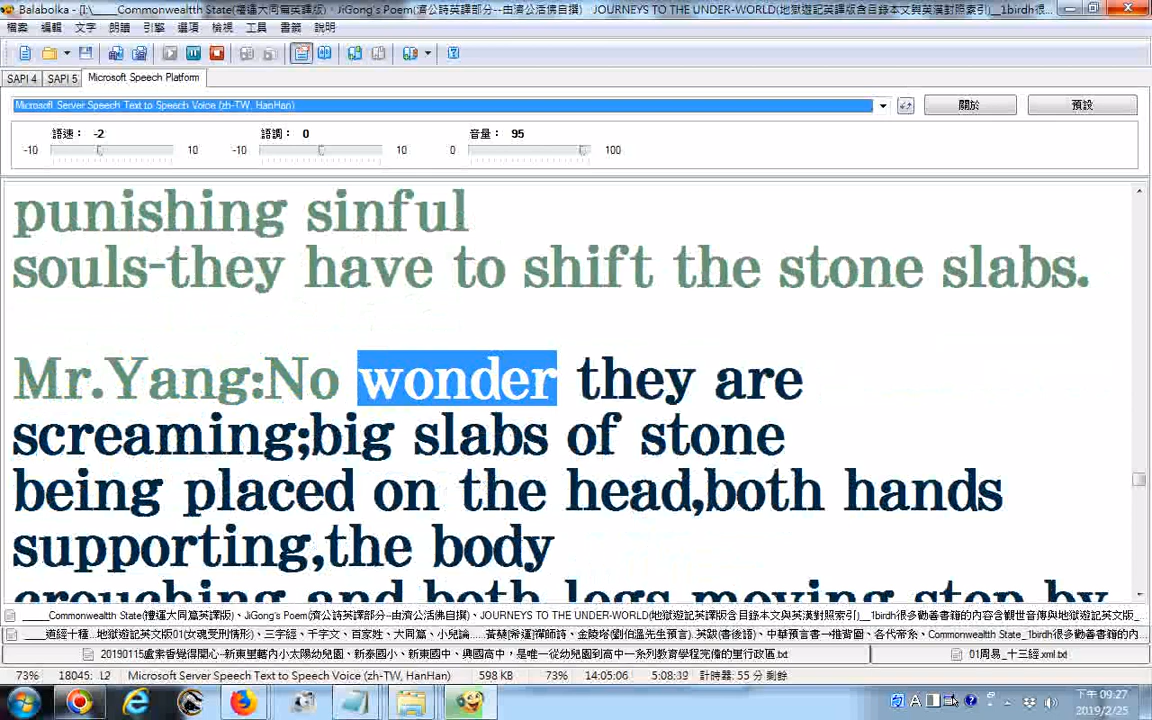 Balabolka - [I:\____Commonwealtth State(禮運大同篇英譯版)、JiGong's Poem(濟公詩英譯部分--由濟公活佛自撰) JOURNEYS TO THE UNDER-WORLD(地獄遊記英譯版含目錄本文與英漢對照索引)__1birdh很...
檔案 編輯 文字 朗讀 引擎 選項 檢視 工具 書籤 說明
SAPI 4 SAPI 5 Microsoft Speech Platform
Microsoft Server Speech Text to Speech Voice (zh-TW, HanHan) 關於 預設
語速： -2 語調： 0 音量： 95
-10 10 -10 10 0 100
punishing sinful
souls-they have to shift the stone slabs.
Mr.Yang:No wonder they are
screaming;big slabs of stone
being placed on the head,both hands
supporting,the body
crouching and both legs moving step by
____Commonwealtth State(禮運大同篇英譯版)、JiGong's Poem(濟公詩英譯部分--由濟公活佛自撰)、JOURNEYS TO THE UNDER-WORLD(地獄遊記英譯版含目錄本文與英漢對照索引)__1birdh很多勸善書籍的內容含觀世音傳與地獄遊記英文版...
道經十種...地獄遊記英文版01(女魂受刑情形)、三字經、千字文、百家姓、大同篇、小兒論.....黃蘗[希運]禪師詩、金陵塔(劉伯溫先生預言).英跋(書後語)、中華預言書--推背圖、各代帝系、Commonwealth State_1birdh很多勸善書籍的內...
20190115盧案皆覺得開心--新東里轄內小太陽幼兒園、新泰國小、新東國中、興國高中，是唯一從幼兒園到高中一系列教育學程完備的里行政區.txt 01周易_十三經.xml.txt
73% 18045: L2 Microsoft Server Speech Text to Speech Voice (zh-TW, HanHan) 598 KB 73% 14:05:06 5:08:39 計時器： 55 分 剩餘
下午 09:27
2019/2/25